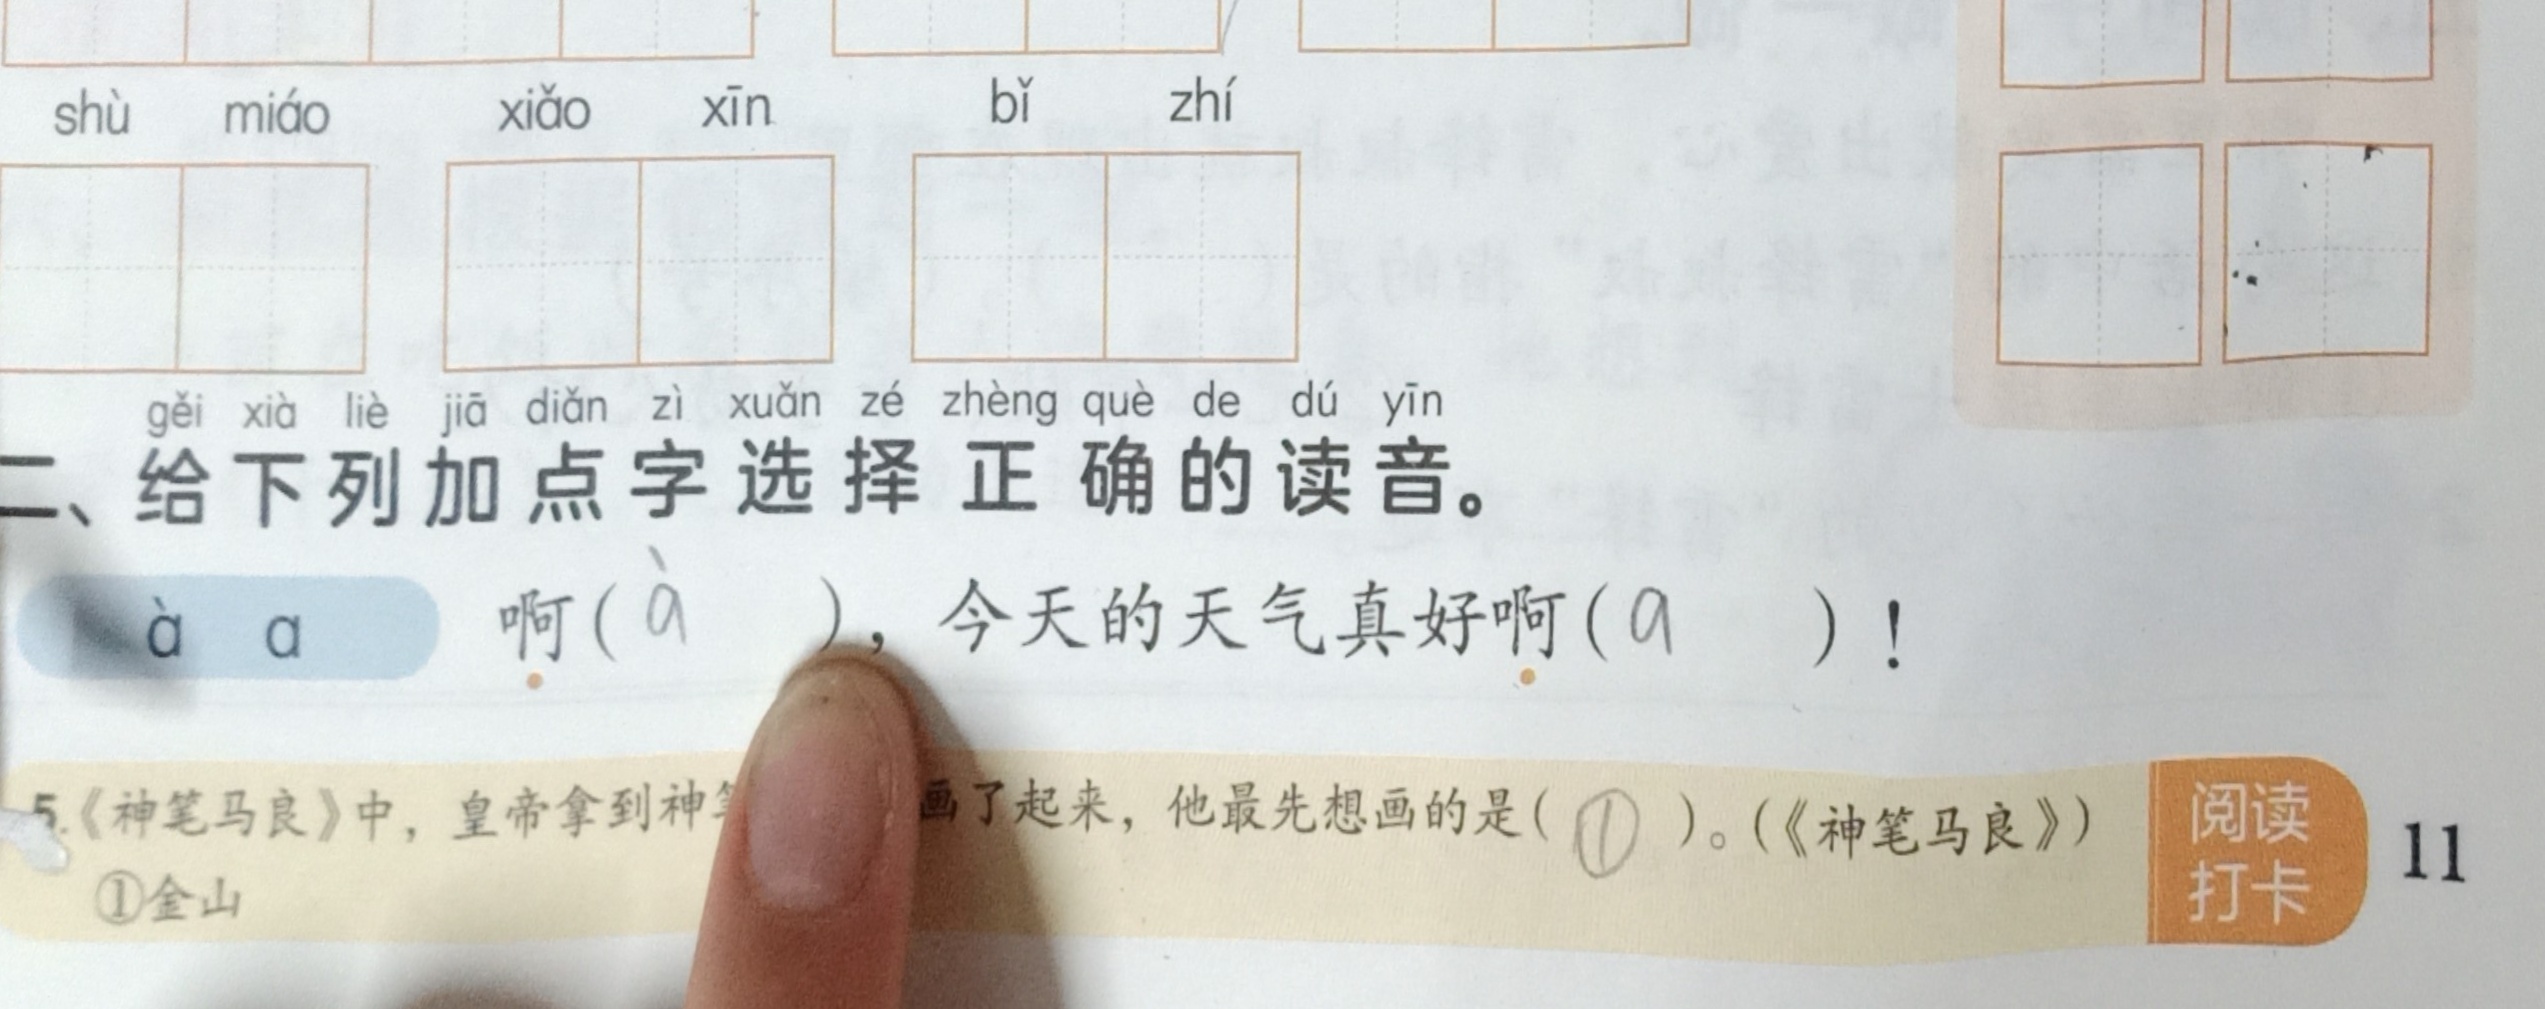 shù miáo xiǎo xīn bǐ zhí
gěi xià liè jiā diǎn zì xuǎn zé zhèng què de dú yīn
二、给下列加点字选择正确的读音。
à a 啊(à),今天的天气真好啊(a)!
5.《神笔马良》中,皇帝拿到神笔画了起来,他最先想画的是(①)。(《神笔马良》)
①金山
阅读
打卡
11